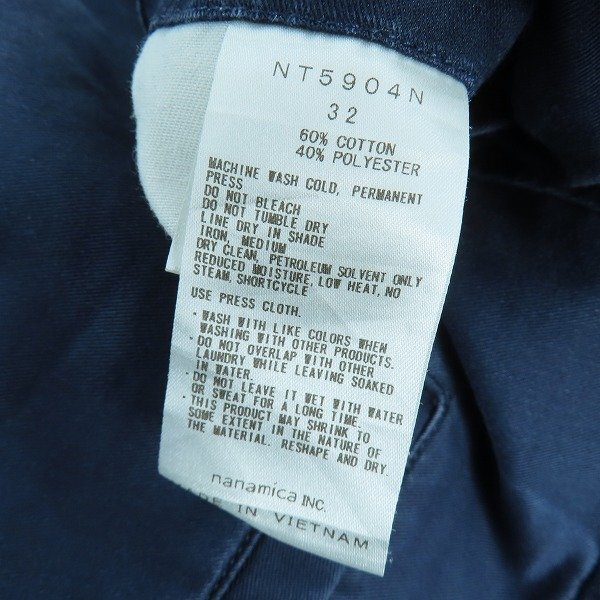 NT5904N
32
60% COTTON
40% POLYESTER
MACHINE WASH COLD, PERMANENT
PRESS
DO NOT BLEACH
DO NOT TUMBLE DRY
LINE DRY IN SHADE
IRON, MEDIUM
DRY CLEAN, PETROLEUM SOLVENT ONLY
REDUCED MOISTURE, LOW HEAT, NO
STEAM, SHORTCYCLE
USE PRESS CLOTH.
・WASH WITH LIKE COLORS WHEN
WASHING WITH OTHER PRODUCTS.
・DO NOT OVERLAP WITH OTHER
LAUNDRY WHILE LEAVING SOAKED
IN WATER.
・DO NOT LEAVE IT WET WITH WATER
OR SWEAT FOR A LONG TIME.
・THIS PRODUCT MAY SHRINK TO
SOME EXTENT IN THE NATURE OF
THE MATERIAL. RESHAPE AND DRY.
nanamica INC.
MADE IN VIETNAM